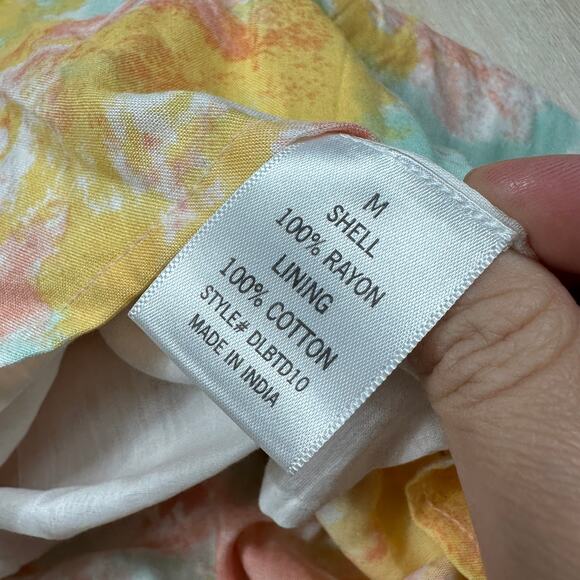 M
SHELL
100% RAYON
LINING
100% COTTON
STYLE# DLBTD10
MADE IN INDIA